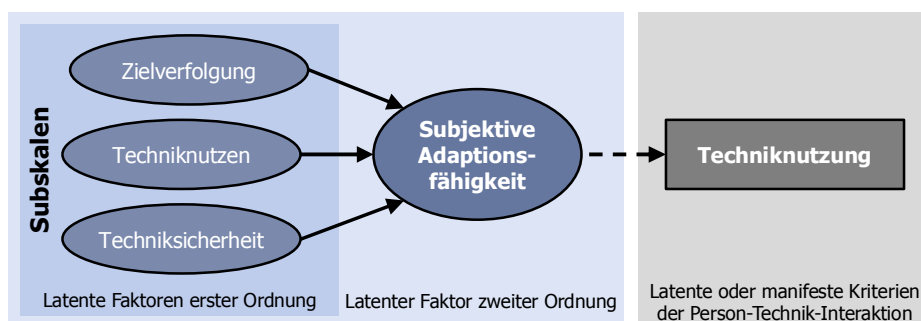 Subskalen
Zielverfolgung
Techniknutzen
Techniksicherheit
Latente Faktoren erster Ordnung
Subjektive
Adaptions-
fähigkeit
Latenter Faktor zweiter Ordnung
Techniknutzung
Latente oder manifeste Kriterien
der Person-Technik-Interaktion